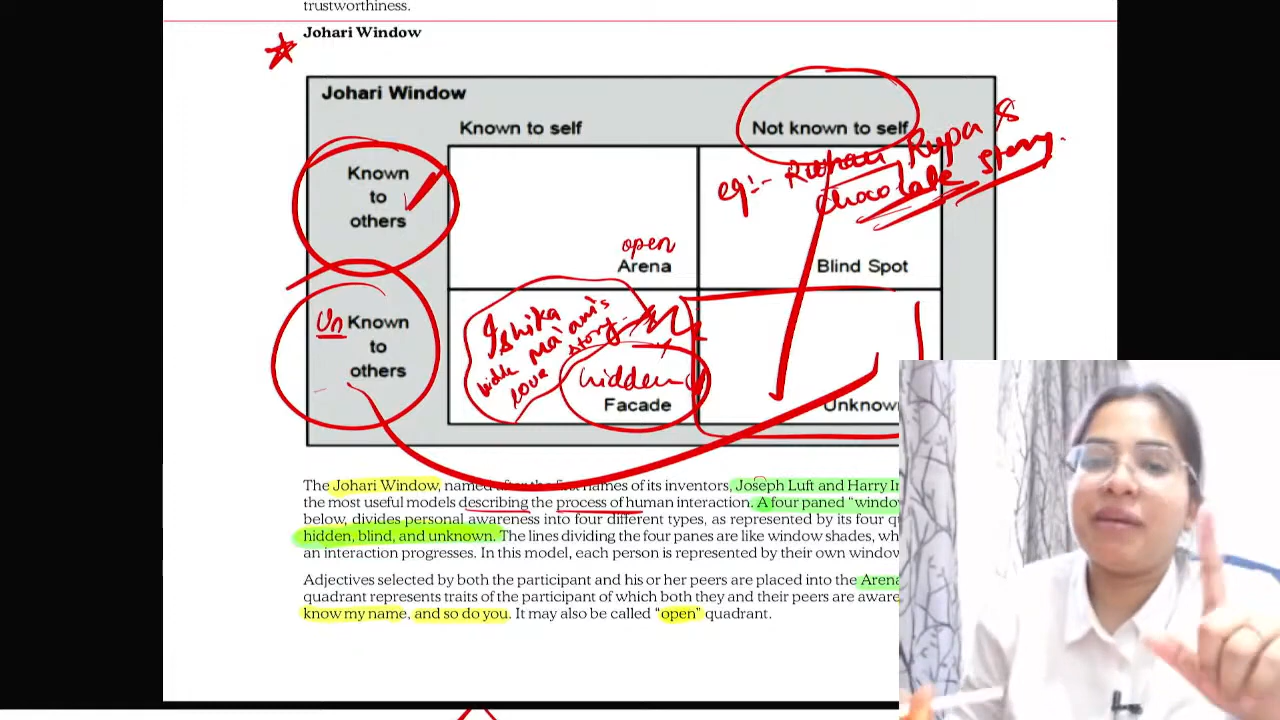 trustworthiness.
Johari Window
Johari Window
Known to self
Not known to self
Known
to
others
eg:- Rupa &
Chocolate Story.
open
Arena
Blind Spot
Un Known
to
others
Ishika
Ma'am's
hidden love story.
hidden
Facade
Unknow
The Johari Window, named after the first names of its inventors, Joseph Luft and Harry In
the most useful models describing the process of human interaction. A four paned "window
below, divides personal awareness into four different types, as represented by its four qu
hidden, blind, and unknown. The lines dividing the four panes are like window shades, wh
an interaction progresses. In this model, each person is represented by their own window
Adjectives selected by both the participant and his or her peers are placed into the Arena
quadrant represents traits of the participant of which both they and their peers are aware
know my name, and so do you. It may also be called "open" quadrant.